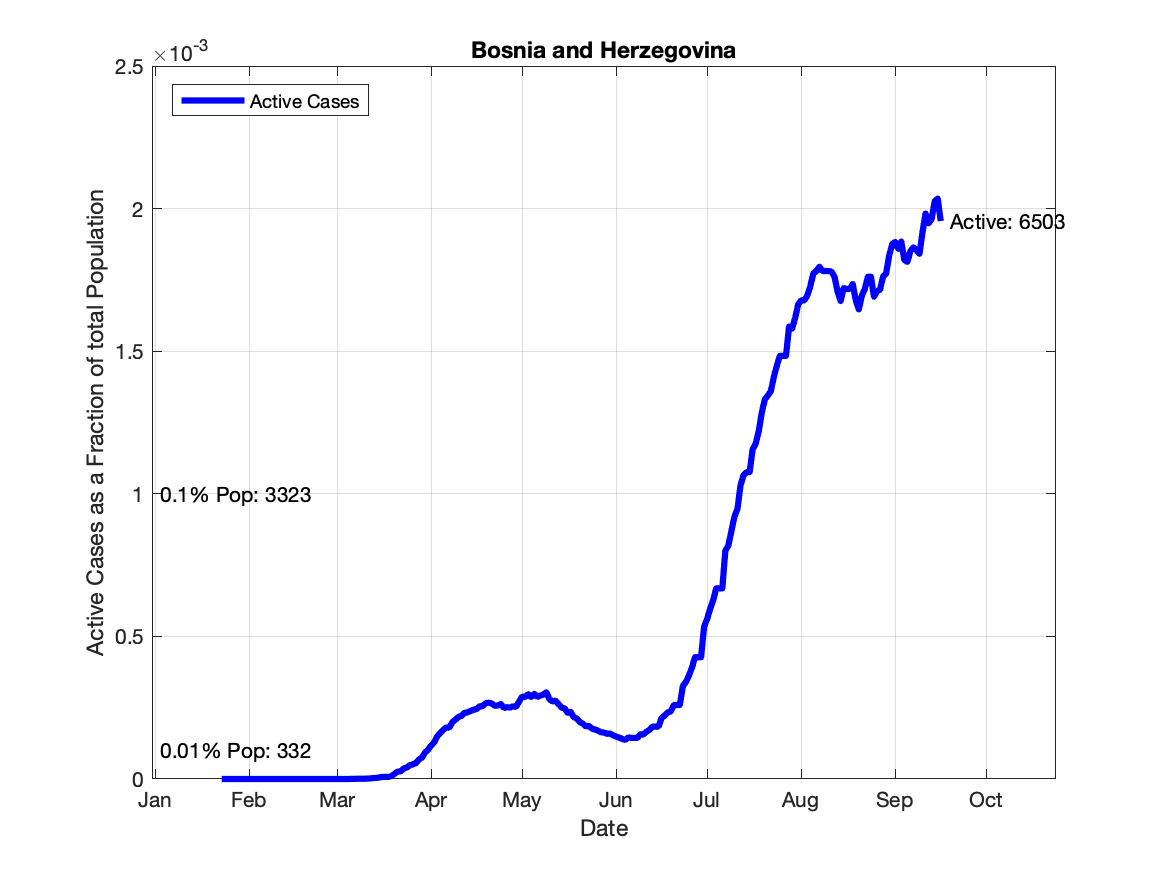 Bosnia and Herzegovina
×10⁻³
2.5
2
1.5
1
0.5
0
Active Cases as a Fraction of total Population
Active Cases
Active: 6503
0.1% Pop: 3323
0.01% Pop: 332
Jan Feb Mar Apr May Jun Jul Aug Sep Oct
Date